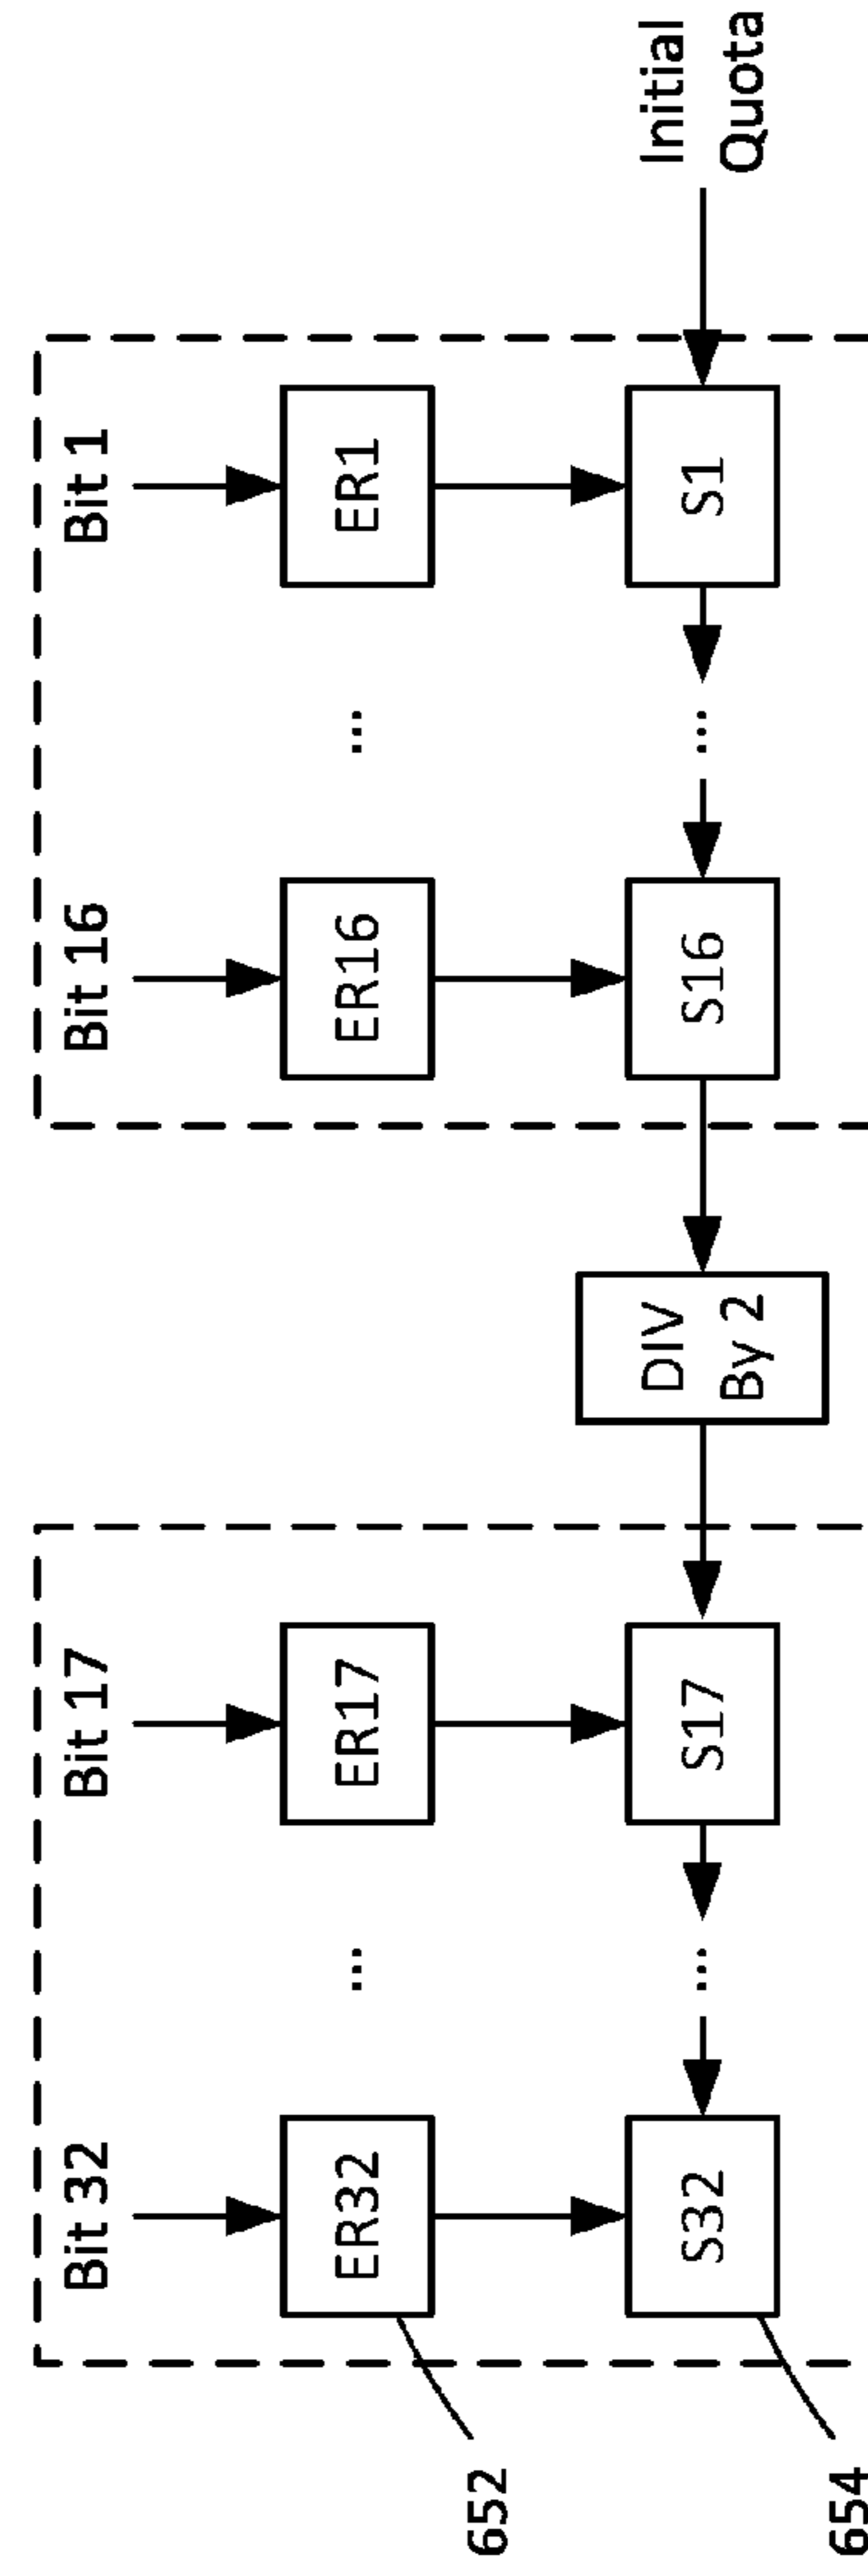 Bit 32
Bit 17
Bit 16
Bit 1
ER32
...
ER17
ER16
...
ER1
652
S32
...
S17
DIV
By 2
S16
...
S1
Initial
Quota
654